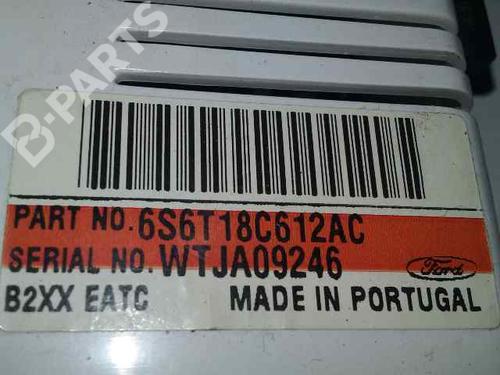 B-PARTS
PART NO. 6S6T18C612AC
SERIAL NO. WTJA09246
Ford
B2XX EATC MADE IN PORTUGAL